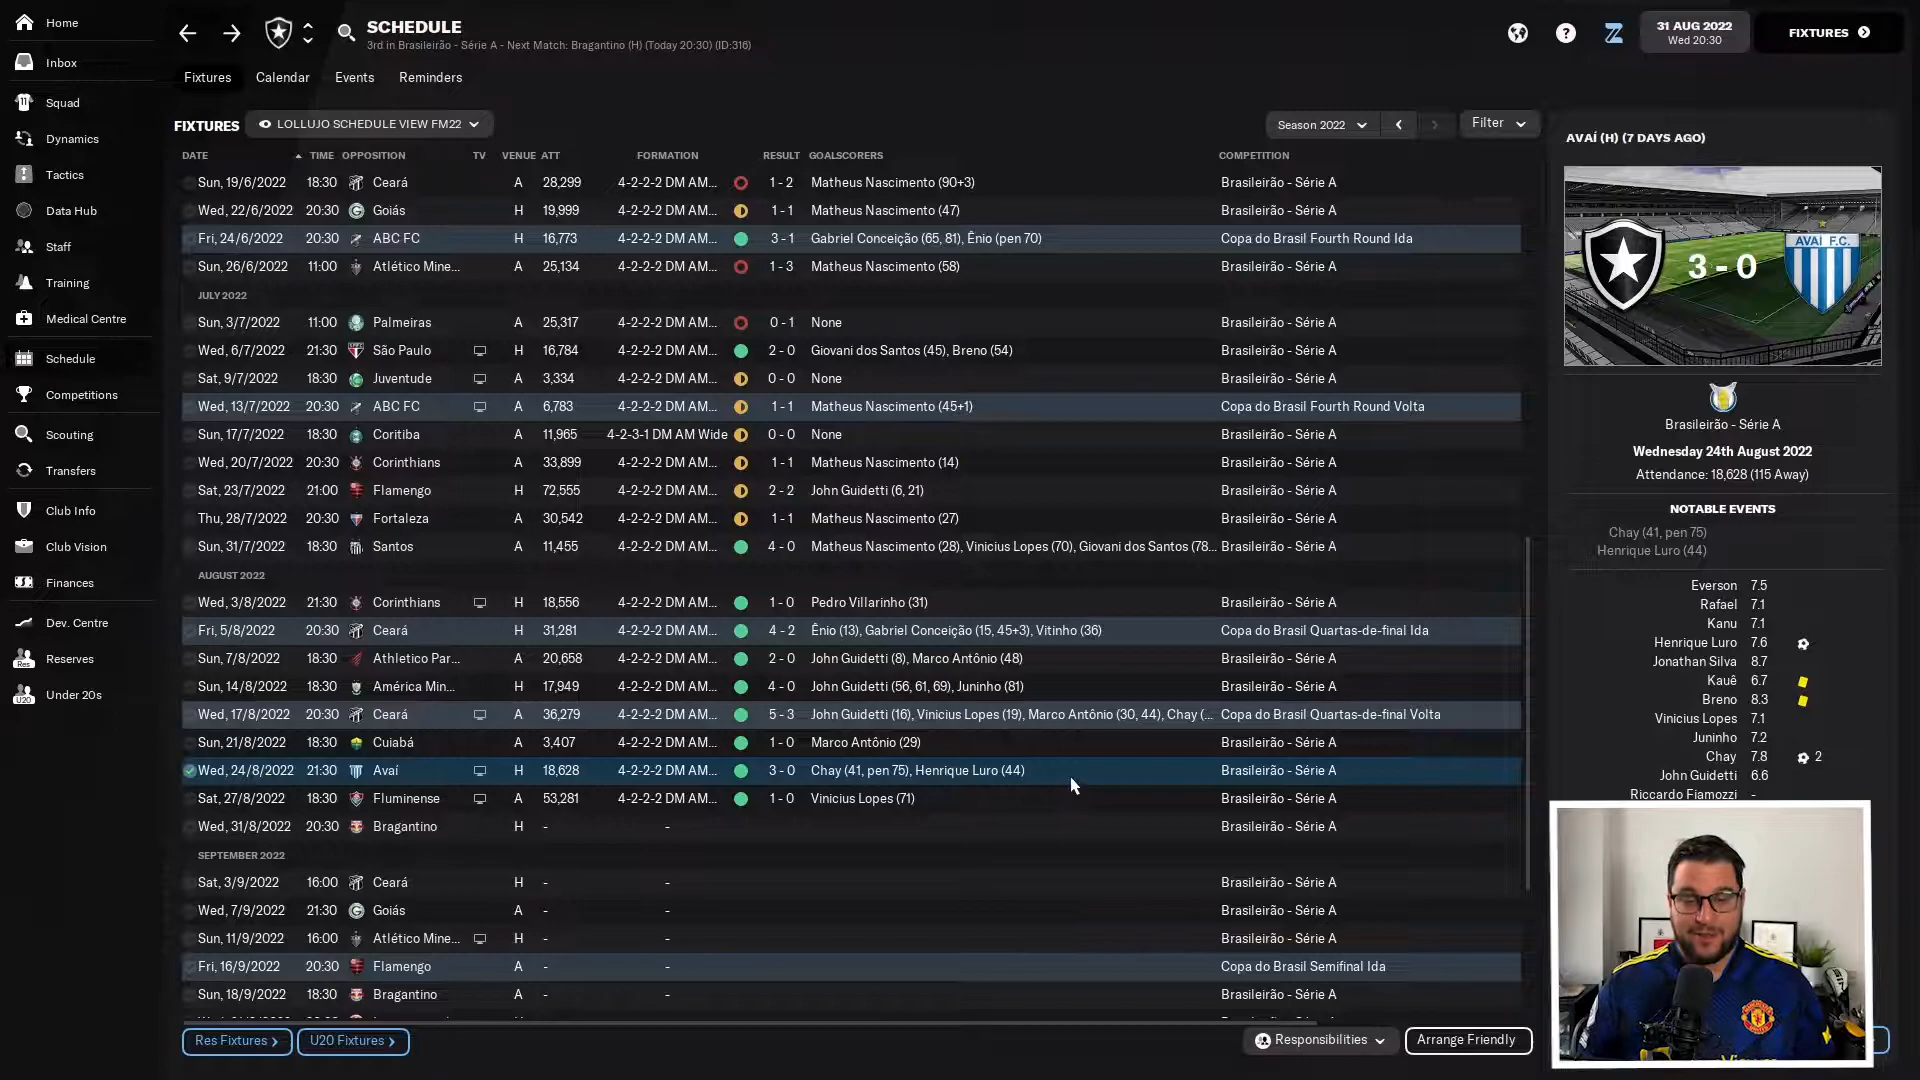 Home
Inbox
Squad
Dynamics
Tactics
Data Hub
Staff
Training
Medical Centre
Schedule
Competitions
Scouting
Transfers
Club Info
Club Vision
Finances
Dev. Centre
Reserves
Under 20s
SCHEDULE
3rd in Brasileirão - Série A - Next Match: Bragantino (H) (Today 20:30) (ID:316)
31 AUG 2022
Wed 20:30
FIXTURES
Fixtures Calendar Events Reminders
FIXTURES LOLLUJO SCHEDULE VIEW FM22 Season 2022 Filter
DATE TIME OPPOSITION TV VENUE ATT FORMATION RESULT GOALSCORERS COMPETITION
Sun, 19/6/2022 18:30 Ceará A 28,299 4-2-2-2 DM AM... 1 - 2 Matheus Nascimento (90+3) Brasileirão - Série A
Wed, 22/6/2022 20:30 Goiás H 19,999 4-2-2-2 DM AM... 1 - 1 Matheus Nascimento (47) Brasileirão - Série A
Fri, 24/6/2022 20:30 ABC FC H 16,773 4-2-2-2 DM AM... 3 - 1 Gabriel Conceição (65, 81), Ênio (pen 70) Copa do Brasil Fourth Round Ida
Sun, 26/6/2022 11:00 Atlético Mine... A 25,134 4-2-2-2 DM AM... 1 - 3 Matheus Nascimento (58) Brasileirão - Série A
JULY 2022
Sun, 3/7/2022 11:00 Palmeiras A 25,317 4-2-2-2 DM AM... 0 - 1 None Brasileirão - Série A
Wed, 6/7/2022 21:30 São Paulo H 16,784 4-2-2-2 DM AM... 2 - 0 Giovani dos Santos (45), Breno (54) Brasileirão - Série A
Sat, 9/7/2022 18:30 Juventude A 3,334 4-2-2-2 DM AM... 0 - 0 None Brasileirão - Série A
Wed, 13/7/2022 20:30 ABC FC A 6,783 4-2-2-2 DM AM... 1 - 1 Matheus Nascimento (45+1) Copa do Brasil Fourth Round Volta
Sun, 17/7/2022 18:30 Coritiba A 11,965 4-2-3-1 DM AM Wide 0 - 0 None Brasileirão - Série A
Wed, 20/7/2022 20:30 Corinthians A 33,899 4-2-2-2 DM AM... 1 - 1 Matheus Nascimento (14) Brasileirão - Série A
Sat, 23/7/2022 21:00 Flamengo H 72,555 4-2-2-2 DM AM... 2 - 2 John Guidetti (6, 21) Brasileirão - Série A
Thu, 28/7/2022 20:30 Fortaleza A 30,542 4-2-2-2 DM AM... 1 - 1 Matheus Nascimento (27) Brasileirão - Série A
Sun, 31/7/2022 18:30 Santos A 11,455 4-2-2-2 DM AM... 4 - 0 Matheus Nascimento (28), Vinicius Lopes (70), Giovani dos Santos (78... Brasileirão - Série A
AUGUST 2022
Wed, 3/8/2022 21:30 Corinthians H 18,556 4-2-2-2 DM AM... 1 - 0 Pedro Villarinho (31) Brasileirão - Série A
Fri, 5/8/2022 20:30 Ceará H 31,281 4-2-2-2 DM AM... 4 - 2 Ênio (13), Gabriel Conceição (15, 45+3), Vitinho (36) Copa do Brasil Quartas-de-final Ida
Sun, 7/8/2022 18:30 Athletico Par... A 20,658 4-2-2-2 DM AM... 2 - 0 John Guidetti (8), Marco Antônio (48) Brasileirão - Série A
Sun, 14/8/2022 18:30 América Min... H 17,949 4-2-2-2 DM AM... 4 - 0 John Guidetti (56, 61, 69), Juninho (81) Brasileirão - Série A
Wed, 17/8/2022 20:30 Ceará A 36,279 4-2-2-2 DM AM... 5 - 3 John Guidetti (16), Vinicius Lopes (19), Marco Antônio (30, 44), Chay (... Copa do Brasil Quartas-de-final Volta
Sun, 21/8/2022 18:30 Cuiabá A 3,407 4-2-2-2 DM AM... 1 - 0 Marco Antônio (29) Brasileirão - Série A
Wed, 24/8/2022 21:30 Avaí H 18,628 4-2-2-2 DM AM... 3 - 0 Chay (41, pen 75), Henrique Luro (44) Brasileirão - Série A
Sat, 27/8/2022 18:30 Fluminense A 53,281 4-2-2-2 DM AM... 1 - 0 Vinicius Lopes (71) Brasileirão - Série A
Wed, 31/8/2022 20:30 Bragantino H - - Brasileirão - Série A
SEPTEMBER 2022
Sat, 3/9/2022 16:00 Ceará H - - Brasileirão - Série A
Wed, 7/9/2022 21:30 Goiás A - - Brasileirão - Série A
Sun, 11/9/2022 16:00 Atlético Mine... H - - Brasileirão - Série A
Fri, 16/9/2022 20:30 Flamengo A - - Copa do Brasil Semifinal Ida
Sun, 18/9/2022 18:30 Bragantino A - - Brasileirão - Série A
Res Fixtures U20 Fixtures Responsibilities Arrange Friendly
AVAÍ (H) (7 DAYS AGO)
3 - 0
AVAÍ F.C.
Brasileirão - Série A
Wednesday 24th August 2022
Attendance: 18,628 (115 Away)
NOTABLE EVENTS
Chay (41, pen 75)
Henrique Luro (44)
Everson 7.5
Rafael 7.1
Kanu 7.1
Henrique Luro 7.6
Jonathan Silva 8.7
Kauê 6.7
Breno 8.3
Vinicius Lopes 7.1
Juninho 7.2
Chay 7.8 2
John Guidetti 6.6
Riccardo Fiamozzi -